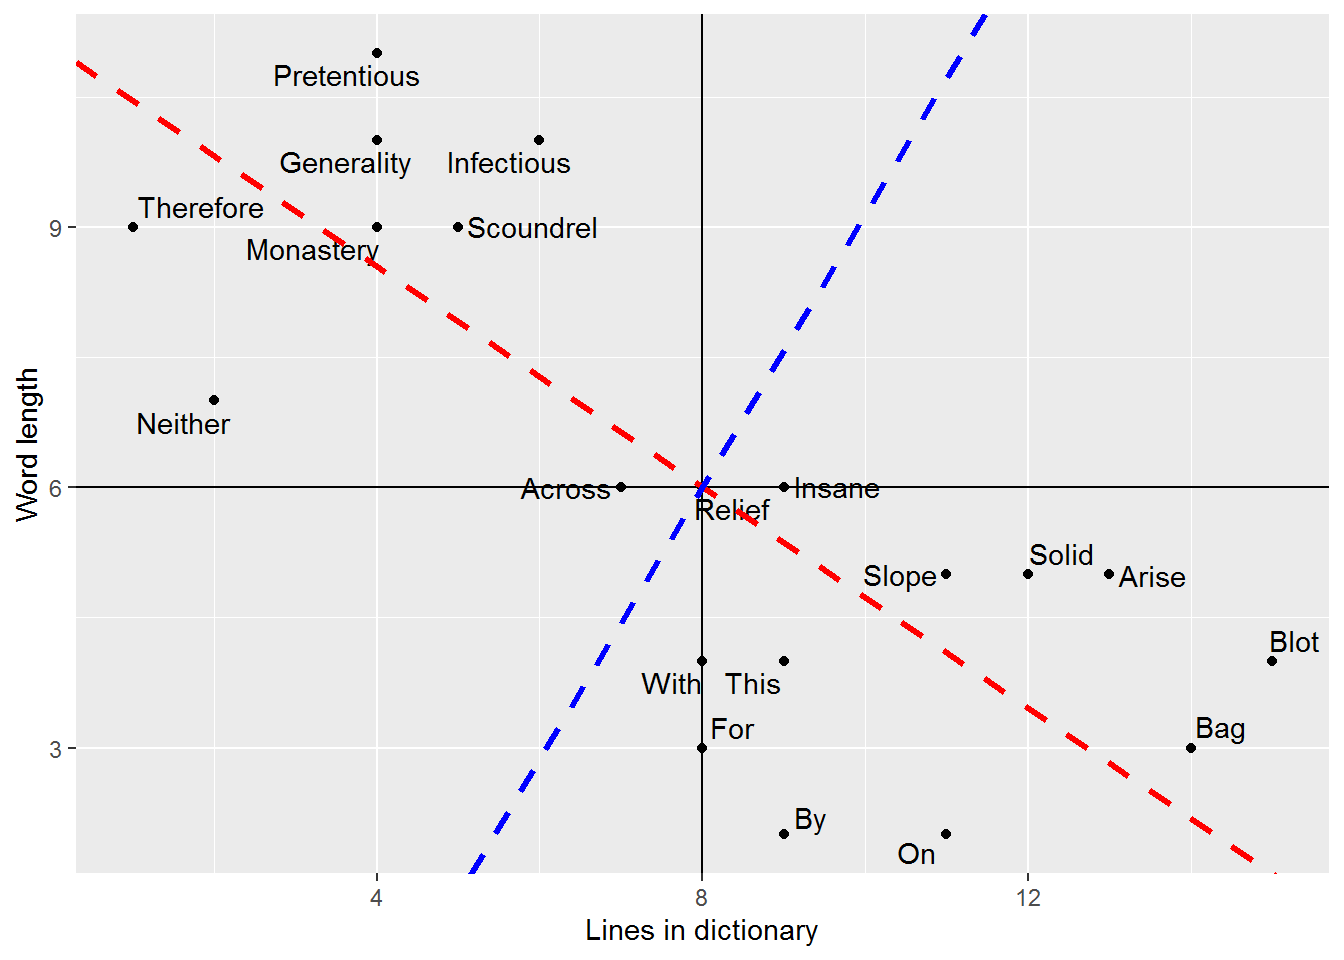 Pretentious
Generality
Infectious
Therefore
Scoundrel
9
Monastery
Word length
Neither
6
Across
Insane
Relief
Solid
Slope
Arise
Blot
With
This
For
Bag
3
By
On
4
8
12
Lines in dictionary